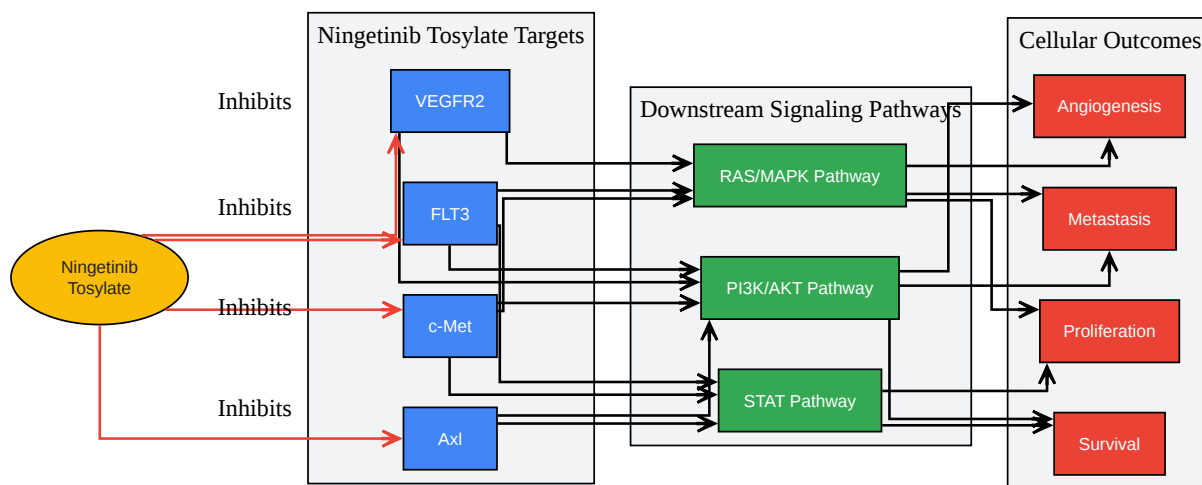 Ningetinib Tosylate Targets
Cellular Outcomes
Inhibits
VEGFR2
Downstream Signaling Pathways
Angiogenesis
RAS/MAPK Pathway
Inhibits
FLT3
Metastasis
Ningetinib
Tosylate
PI3K/AKT Pathway
Inhibits
c-Met
Proliferation
Inhibits
STAT Pathway
Axl
Survival